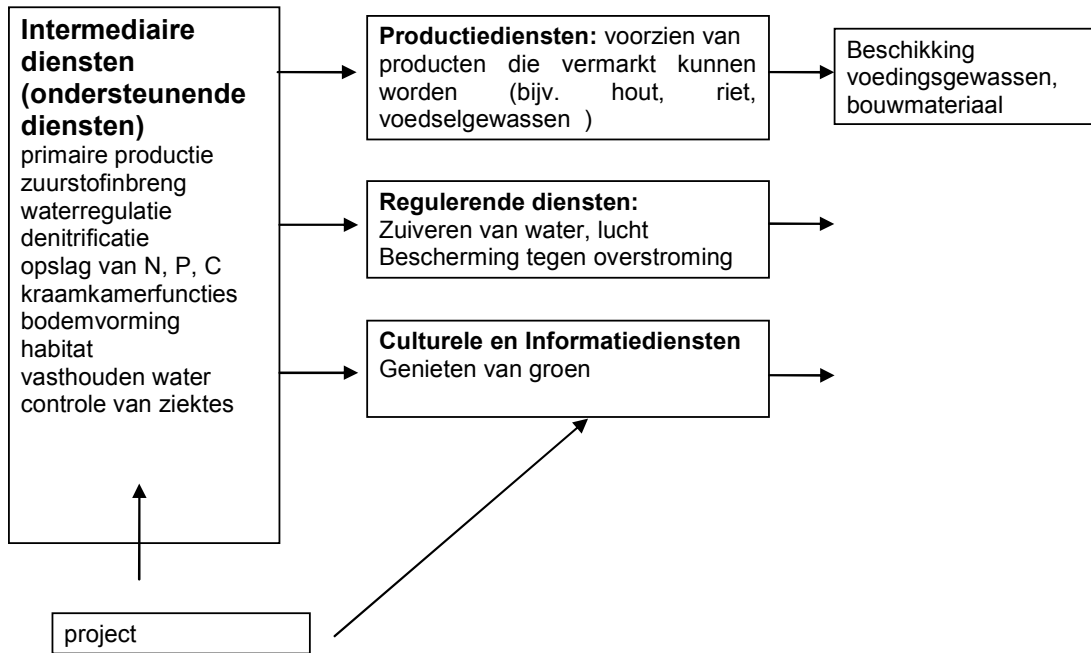 Intermediaire
diensten
(ondersteunende
diensten)
primaire productie
zuurstofinbreng
waterregulatie
denitrificatie
opslag van N, P, C
kraamkamerfuncties
bodemvorming
habitat
vasthouden water
controle van ziektes
Productiediensten: voorzien van
producten die vermarkt kunnen
worden (bijv. hout, riet,
voedselgewassen )
Beschikking
voedingsgewassen,
bouwmateriaal
Regulerende diensten:
Zuiveren van water, lucht
Bescherming tegen overstroming
Culturele en Informatiediensten
Genieten van groen
project